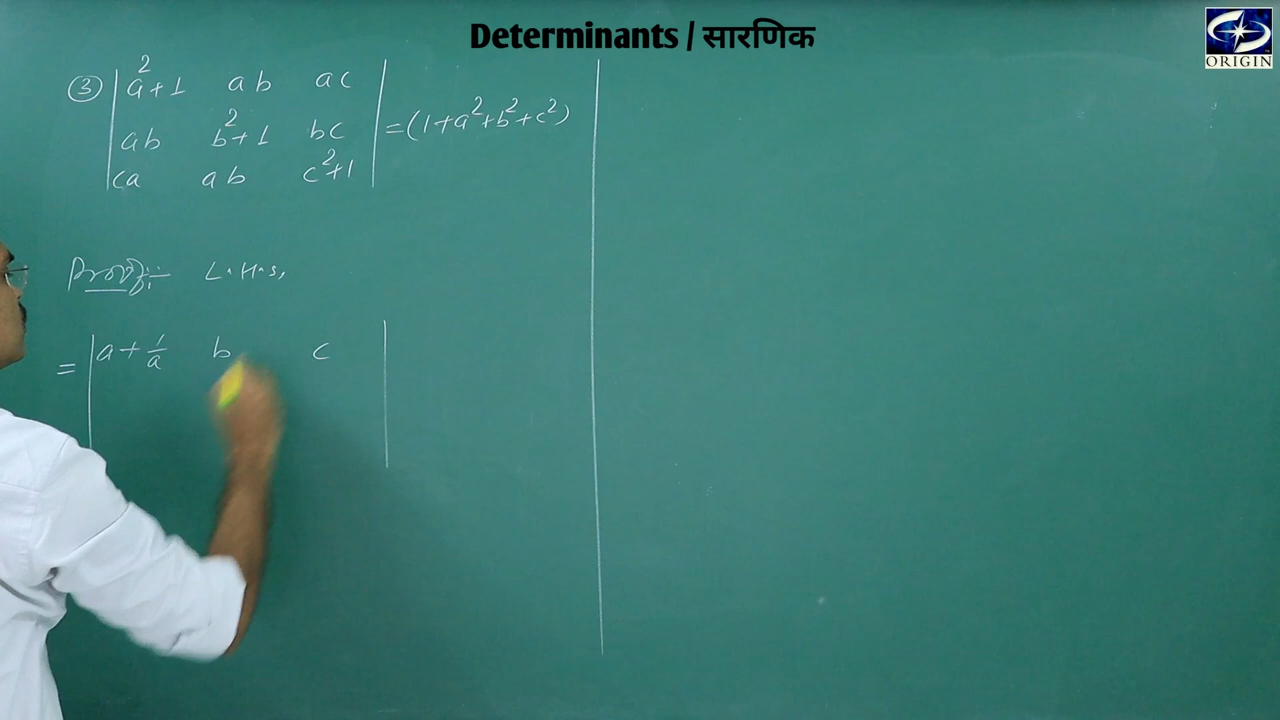 Determinants / सारणिक
ORIGIN
③ | a²+1 ab ac |
| ab b²+1 bc | =(1+a²+b²+c²)
| ca ab c²+1 |
Proof:- L.H.S,
= | a+1/a b c |